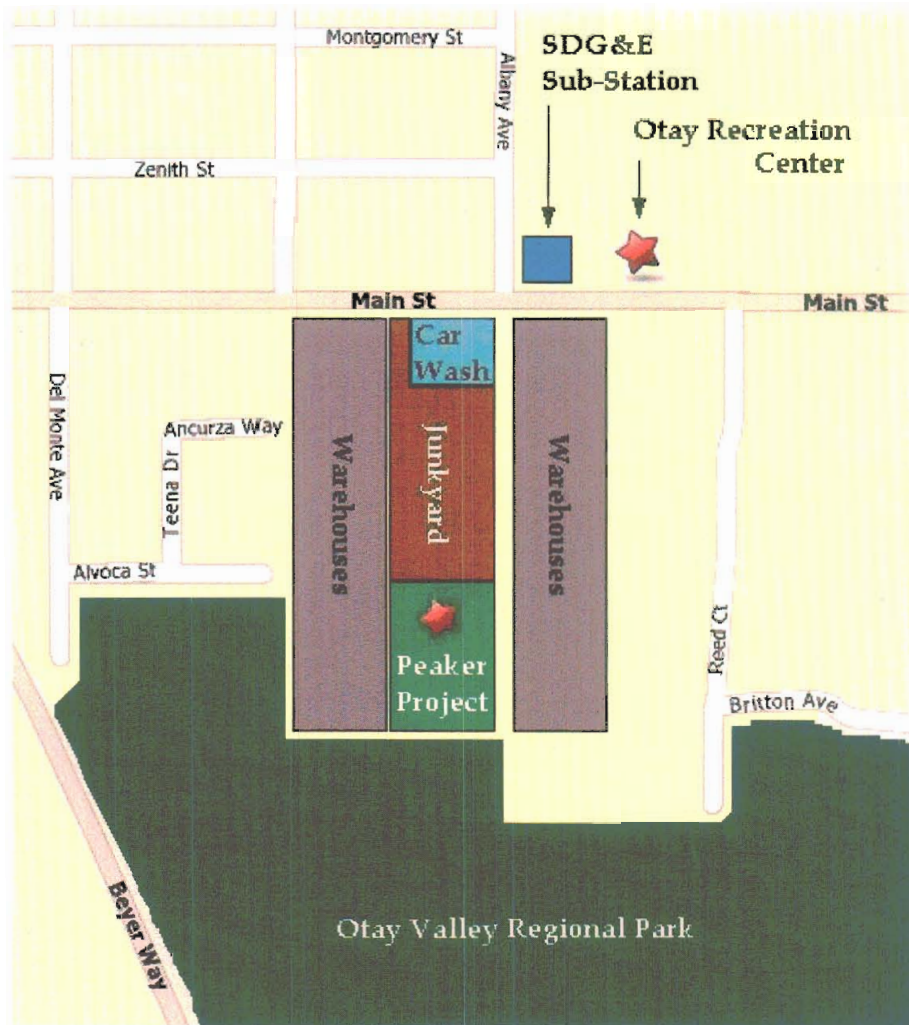 Montgomery St
Albany Ave
SDG&E
Sub-Station
Otay Recreation
Center
Zenith St
Main St
Main St
Car
Wash
Del Monte Ave
Ancurza Way
Teena Dr
Warehouses
Junkyard
Warehouses
Alvoca St
Reed Ct
Peaker
Project
Britton Ave
Beyer Way
Otay Valley Regional Park